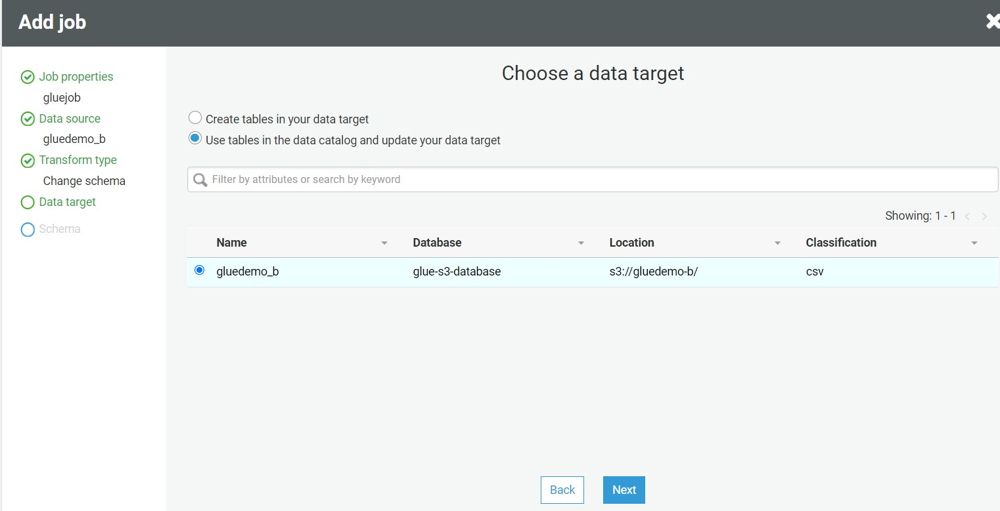 Add job
Job properties
gluejob
Data source
gluedemo_b
Transform type
Change schema
Data target
Schema
Choose a data target
Create tables in your data target
Use tables in the data catalog and update your data target
Filter by attributes or search by keyword
Showing: 1 - 1 < >
Name Database Location Classification
gluedemo_b glue-s3-database s3://gluedemo-b/ csv
Back Next